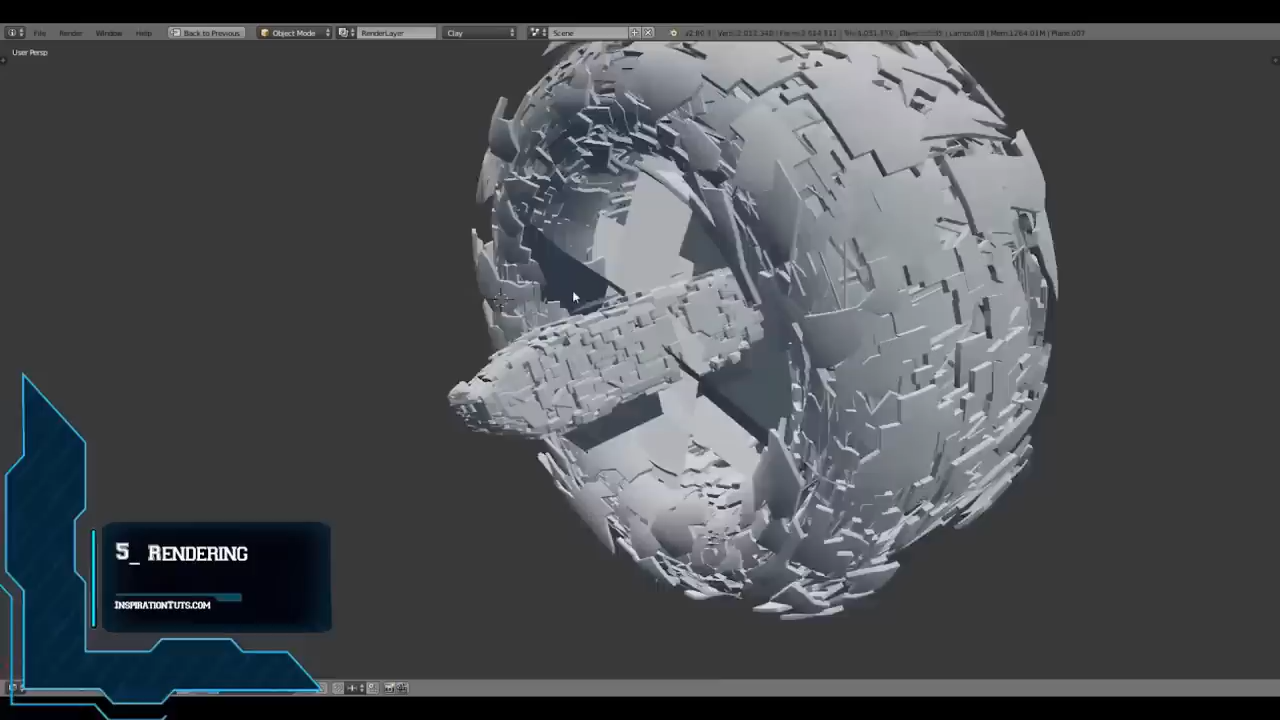 File Render Window Help Back to Previous Object Mode RenderLayer Clay Scene
User Persp
5_ Rendering
InspirationTuts.com